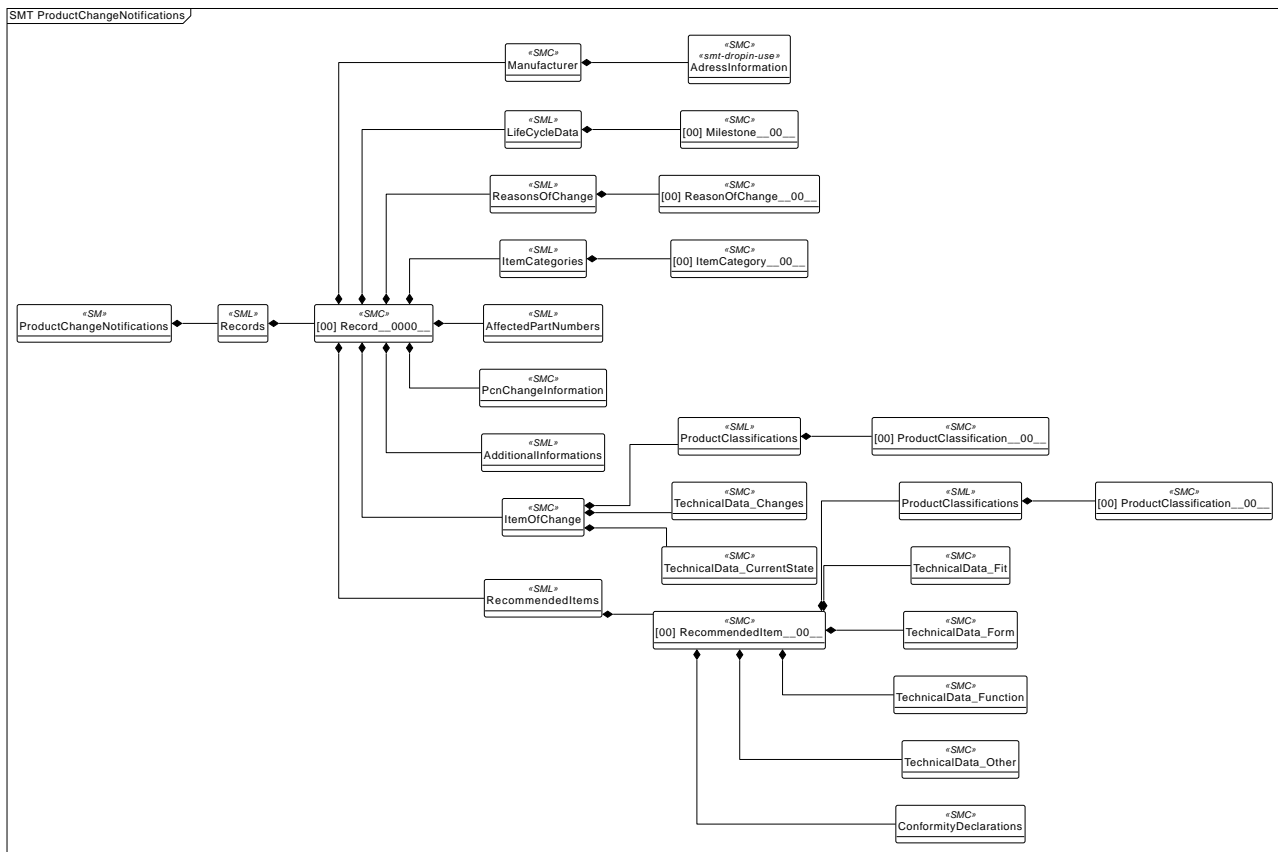 SMT ProductChangeNotifications
«SMC»
Manufacturer
«SMC»
«smt-dropin-use»
AdressInformation
«SML»
LifeCycleData
«SMC»
[00] Milestone__00__
«SML»
ReasonsOfChange
«SMC»
[00] ReasonOfChange__00__
«SML»
ItemCategories
«SMC»
[00] ItemCategory__00__
«SM»
ProductChangeNotifications
«SML»
Records
«SMC»
[00] Record__0000__
«SML»
AffectedPartNumbers
«SMC»
PcnChangeInformation
«SML»
AdditionalInformations
«SML»
ProductClassifications
«SMC»
[00] ProductClassification__00__
«SMC»
ItemOfChange
«SMC»
TechnicalData_Changes
«SML»
ProductClassifications
«SMC»
[00] ProductClassification__00__
«SMC»
TechnicalData_CurrentState
«SMC»
TechnicalData_Fit
«SML»
RecommendedItems
«SMC»
[00] RecommendedItem__00__
«SMC»
TechnicalData_Form
«SMC»
TechnicalData_Function
«SMC»
TechnicalData_Other
«SMC»
ConformityDeclarations